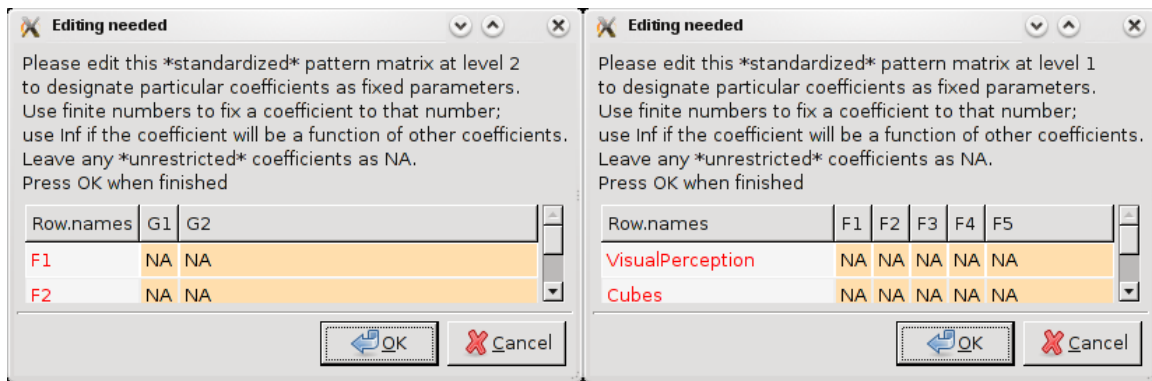 Editing needed
Please edit this *standardized* pattern matrix at level 2
to designate particular coefficients as fixed parameters.
Use finite numbers to fix a coefficient to that number;
use Inf if the coefficient will be a function of other coefficients.
Leave any *unrestricted* coefficients as NA.
Press OK when finished
Row.names G1 G2
F1 NA NA
F2 NA NA
OK Cancel
Editing needed
Please edit this *standardized* pattern matrix at level 1
to designate particular coefficients as fixed parameters.
Use finite numbers to fix a coefficient to that number;
use Inf if the coefficient will be a function of other coefficients.
Leave any *unrestricted* coefficients as NA.
Press OK when finished
Row.names F1 F2 F3 F4 F5
VisualPerception NA NA NA NA NA
Cubes NA NA NA NA NA
OK Cancel